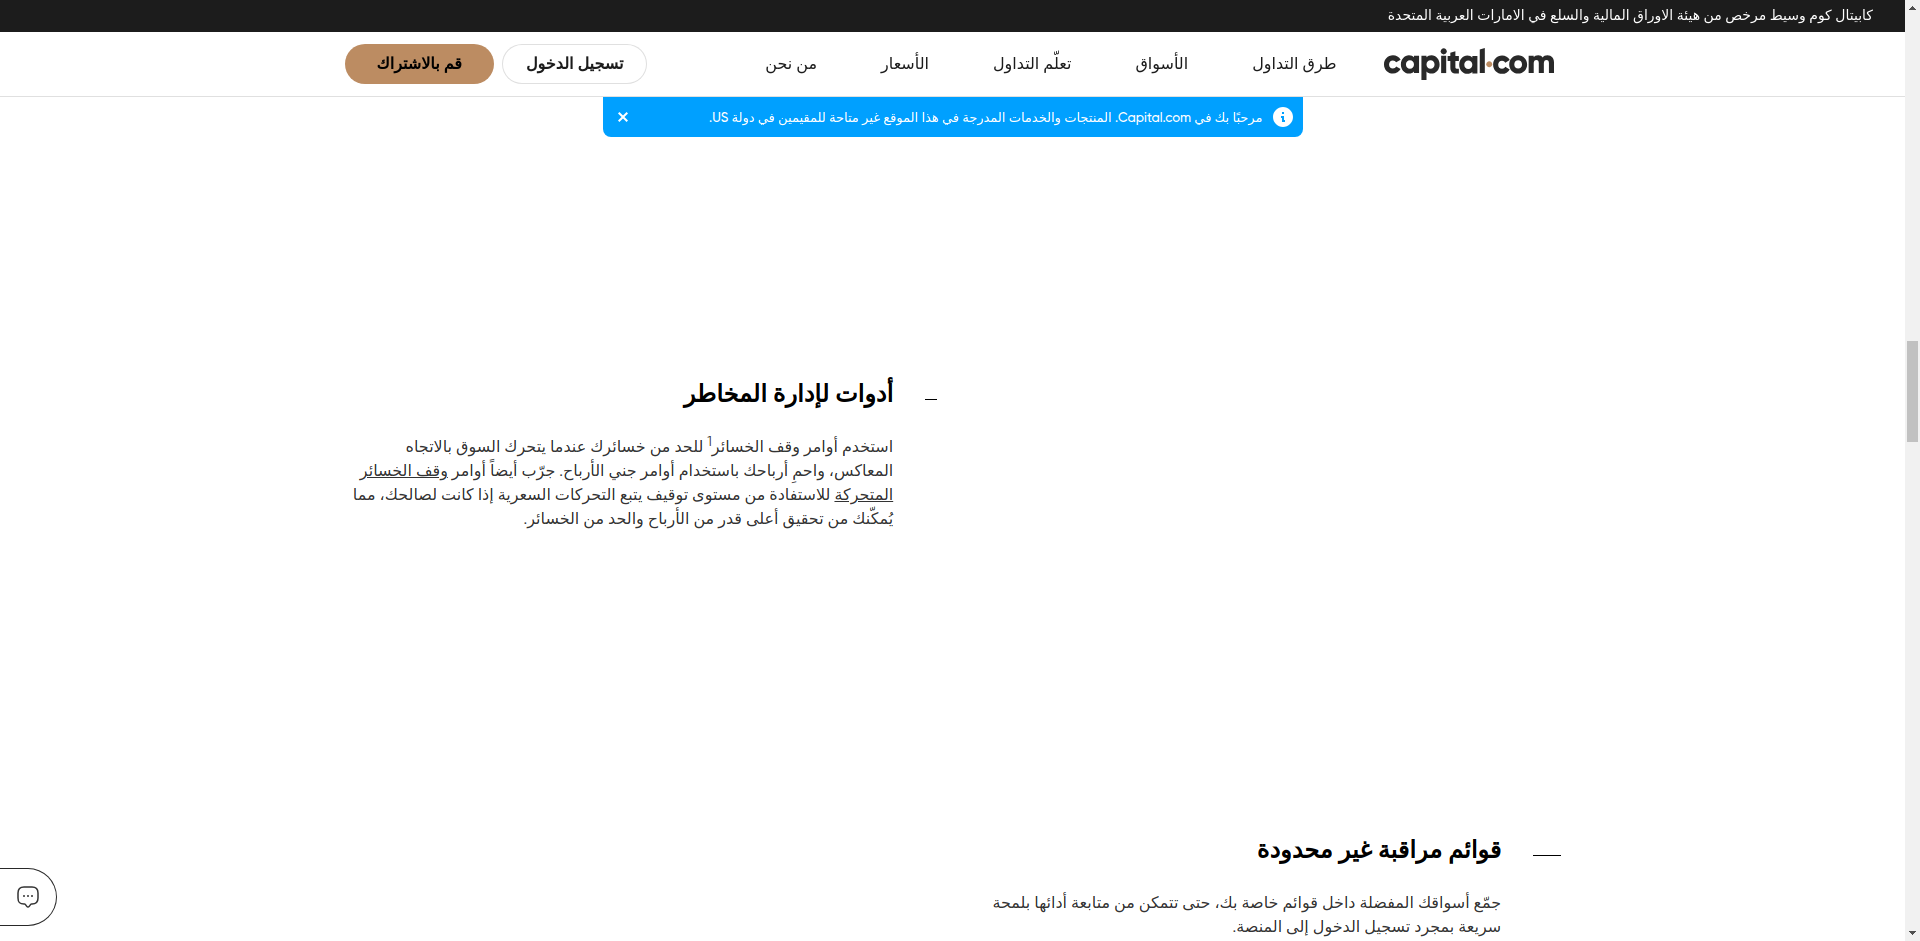 كابيتال كوم وسيط مرخص من هيئة الاوراق المالية والسلع في الامارات العربية المتحدة
capital.com
طرق التداول
الأسواق
تعلّم التداول
الأسعار
من نحن
تسجيل الدخول
قم بالاشتراك
مرحبًا بك في Capital.com. المنتجات والخدمات المدرجة في هذا الموقع غير متاحة للمقيمين في دولة US.
أدوات لإدارة المخاطر
استخدم أوامر وقف الخسائر1 للحد من خسائرك عندما يتحرك السوق بالاتجاه
المعاكس، واحمِ أرباحك باستخدام أوامر جني الأرباح. جرّب أيضاً أوامر وقف الخسائر
المتحركة للاستفادة من مستوى توقيف يتبع التحركات السعرية إذا كانت لصالحك، مما
يُمكّنك من تحقيق أعلى قدر من الأرباح والحد من الخسائر.
قوائم مراقبة غير محدودة
جمّع أسواقك المفضلة داخل قوائم خاصة بك، حتى تتمكن من متابعة أدائها بلمحة
سريعة بمجرد تسجيل الدخول إلى المنصة.